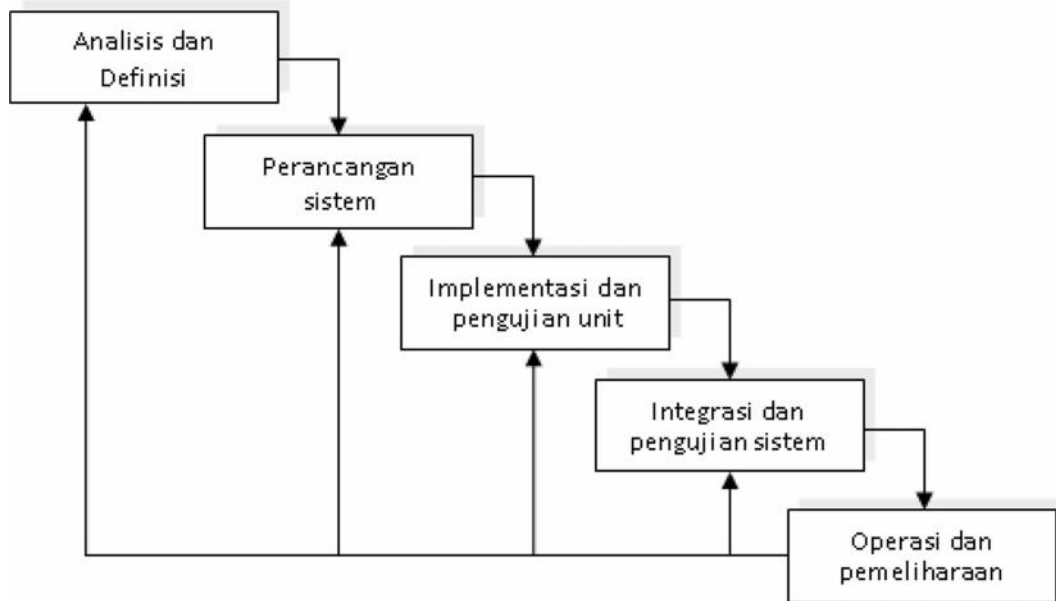 Analisis dan
Definisi
Perancangan
sistem
Implementasi dan
pengujian unit
Integrasi dan
pengujian sistem
Operasi dan
pemeliharaan